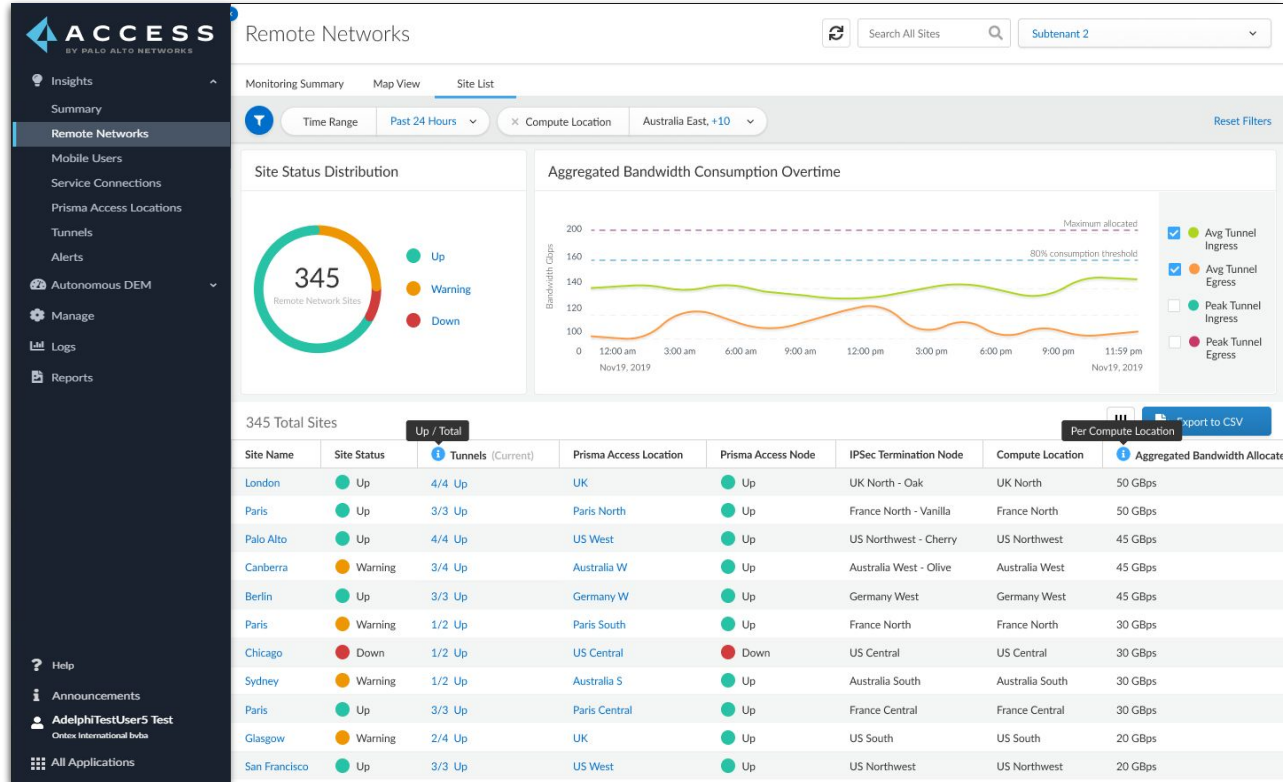 ACCESS
BY PALO ALTO NETWORKS
Insights
Summary
Remote Networks
Mobile Users
Service Connections
Prisma Access Locations
Tunnels
Alerts
Autonomous DEM
Manage
Logs
Reports
Help
Announcements
AdelphiTestUser5 Test
Ontex International bvba
All Applications
Remote Networks
Search All Sites
Subtenant 2
Monitoring Summary Map View Site List
Time Range Past 24 Hours × Compute Location Australia East, +10 Reset Filters
Site Status Distribution
345
Remote Network Sites
Up
Warning
Down
Aggregated Bandwidth Consumption Overtime
Bandwidth Gbps
200
160
140
120
100
0
Maximum allocated
80% consumption threshold
12:00 am 3:00 am 6:00 am 9:00 am 12:00 pm 3:00 pm 6:00 pm 9:00 pm 11:59 pm
Nov19, 2019 Nov19, 2019
Avg Tunnel
Ingress
Avg Tunnel
Egress
Peak Tunnel
Ingress
Peak Tunnel
Egress
345 Total Sites
Export to CSV
Up / Total
Per Compute Location
Site Name Site Status Tunnels (Current) Prisma Access Location Prisma Access Node IPSec Termination Node Compute Location Aggregated Bandwidth Allocate
London Up 4/4 Up UK Up UK North - Oak UK North 50 GBps
Paris Up 3/3 Up Paris North Up France North - Vanilla France North 50 GBps
Palo Alto Up 4/4 Up US West Up US Northwest - Cherry US Northwest 45 GBps
Canberra Warning 3/4 Up Australia W Up Australia West - Olive Australia West 45 GBps
Berlin Up 3/3 Up Germany W Up Germany West Germany West 45 GBps
Paris Warning 1/2 Up Paris South Up France North France North 30 GBps
Chicago Down 1/2 Up US Central Down US Central US Central 30 GBps
Sydney Warning 1/2 Up Australia S Up Australia South Australia South 30 GBps
Paris Up 3/3 Up Paris Central Up France Central France Central 30 GBps
Glasgow Warning 2/4 Up UK Up US South US South 20 GBps
San Francisco Up 3/3 Up US West Up US Northwest US Northwest 20 GBps